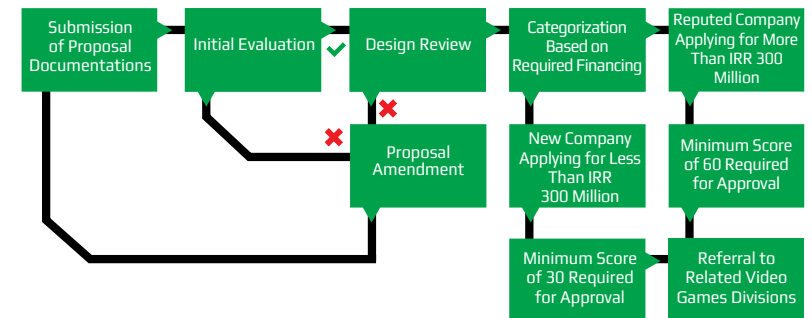 Submission
of Proposal
Documentations
Initial Evaluation
Design Review
Categorization
Based on
Required Financing
Reputed Company
Applying for More
Than IRR 300
Million
Proposal
Amendment
New Company
Applying for Less
Than IRR
300 Million
Minimum Score
of 60 Required
for Approval
Minimum Score
of 30 Required
for Approval
Referral to
Related Video
Games Divisions